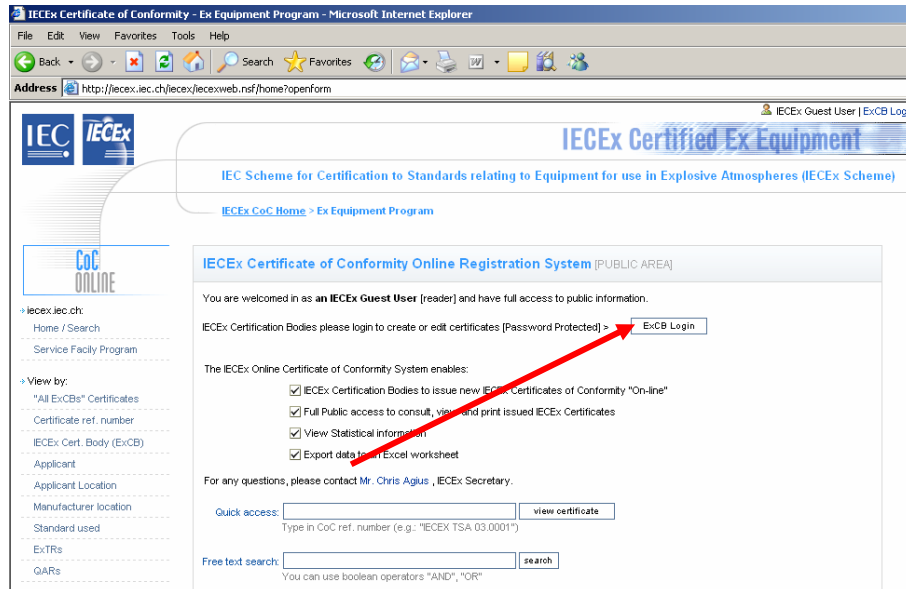 IECEx Certificate of Conformity - Ex Equipment Program - Microsoft Internet Explorer
File Edit View Favorites Tools Help
Back Search Favorites
Address http://iecex.iec.ch/iecex/iecexweb.nsf/home?openform
IECEx Guest User | ExCB Log
IEC IECEx
IECEx Certified Ex Equipment
IEC Scheme for Certification to Standards relating to Equipment for use in Explosive Atmospheres (IECEx Scheme)
IECEx CoC Home > Ex Equipment Program
CoC
ONLINE
iecex.iec.ch:
Home / Search
Service Facily Program
View by:
"All ExCBs" Certificates
Certificate ref. number
IECEx Cert. Body (ExCB)
Applicant
Applicant Location
Manufacturer location
Standard used
ExTRs
QARs
IECEx Certificate of Conformity Online Registration System [PUBLIC AREA]
You are welcomed in as an IECEx Guest User [reader] and have full access to public information.
IECEx Certification Bodies please login to create or edit certificates [Password Protected] > ExCB Login
The IECEx Online Certificate of Conformity System enables:
IECEx Certification Bodies to issue new IECEx Certificates of Conformity "On-line"
Full Public access to consult, view and print issued IECEx Certificates
View Statistical information
Export data to an Excel worksheet
For any questions, please contact Mr. Chris Agius , IECEx Secretary.
Quick access: view certificate
Type in CoC ref. number (e.g.: "IECEX TSA 03.0001")
Free text search: search
You can use boolean operators "AND", "OR"